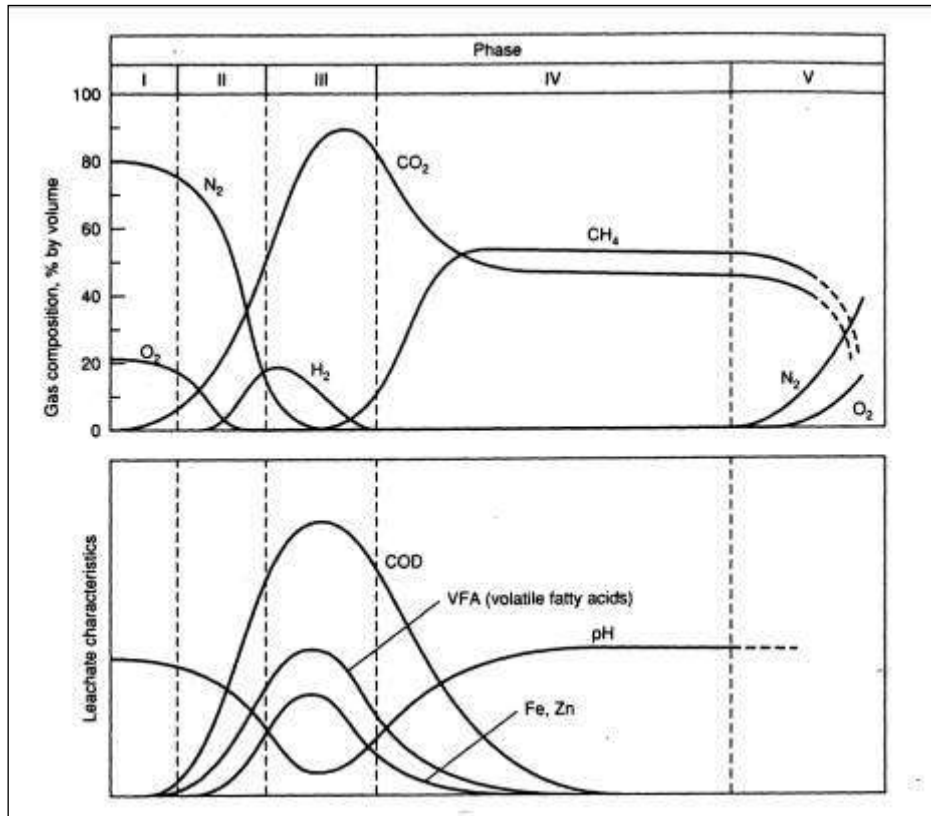 Phase
I II III IV V
100
80
60
40
20
0
Gas composition, % by volume
N₂
O₂
H₂
CO₂
CH₄
N₂
O₂
Leachate characteristics
COD
VFA (volatile fatty acids)
pH
Fe, Zn